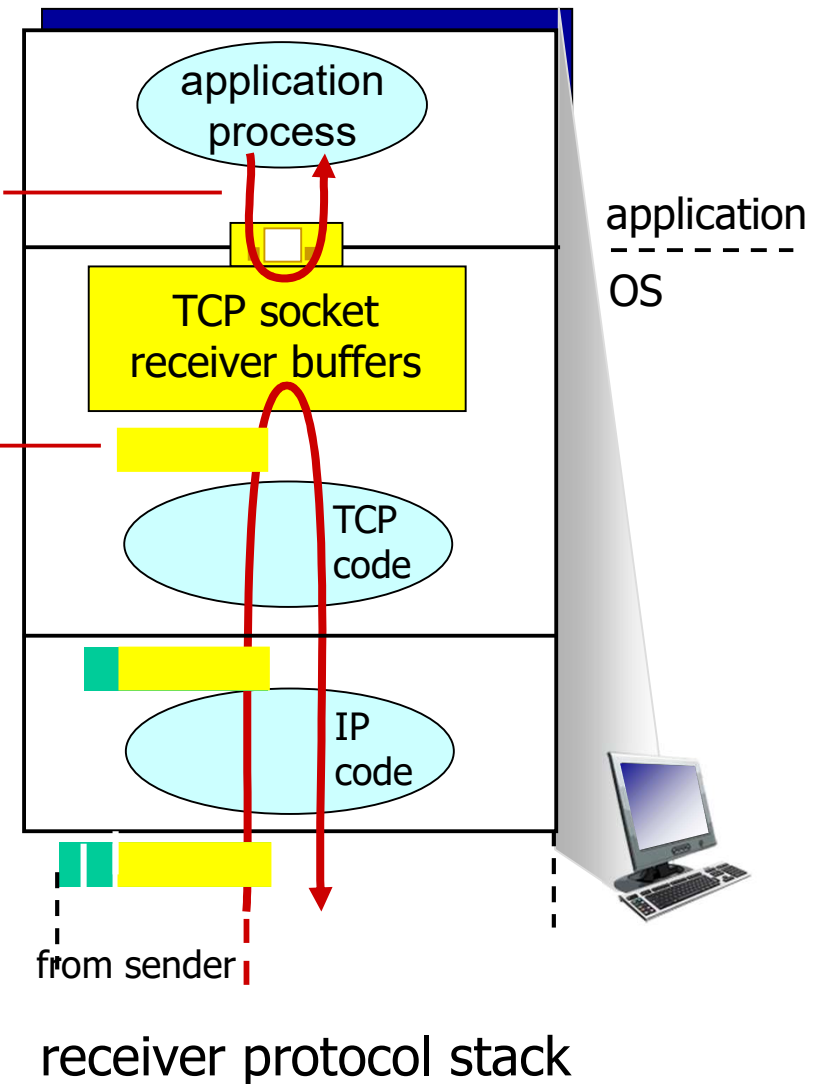 application
process
application
OS
TCP socket
receiver buffers
TCP
code
IP
code
from sender
receiver protocol stack